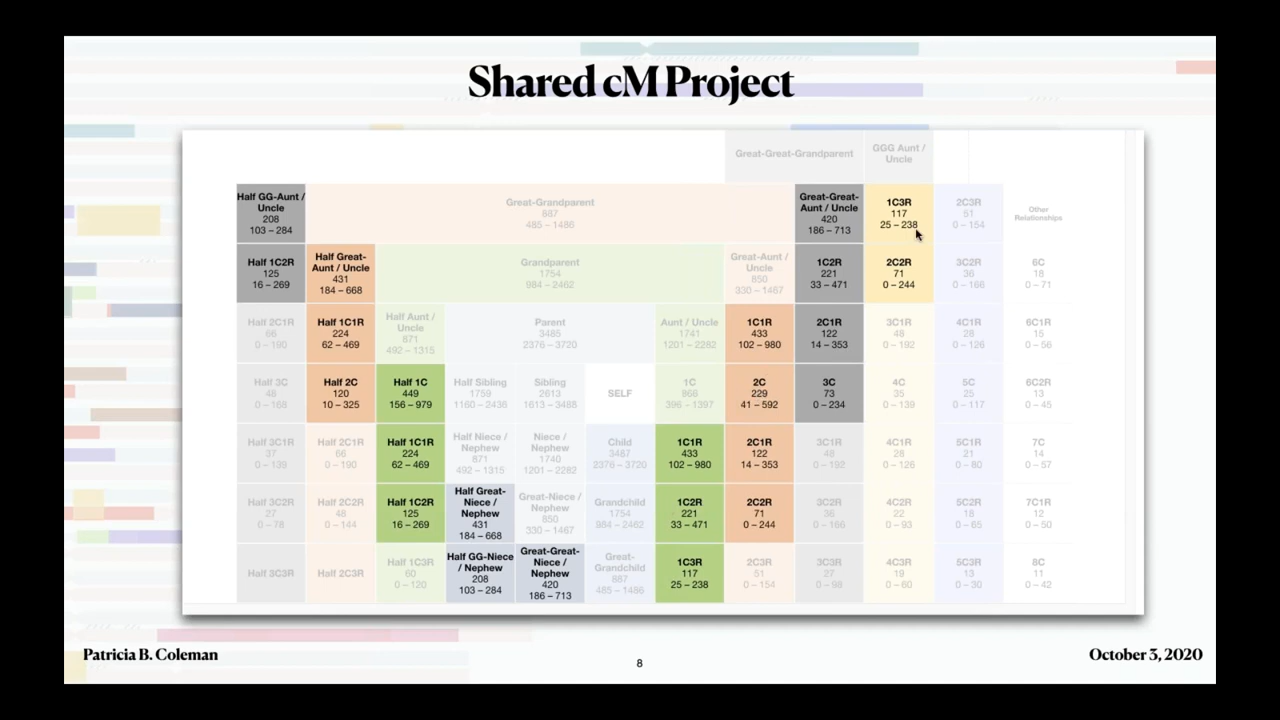 Shared cM Project
Great-Great-Grandparent
GGG Aunt /
Uncle
Half GG-Aunt /
Uncle
208
103 – 284
Great-Grandparent
887
485 – 1486
Great-Great-
Aunt / Uncle
420
186 – 713
1C3R
117
25 – 238
2C3R
51
0 – 154
Other
Relationships
Half 1C2R
125
16 – 269
Half Great-
Aunt / Uncle
431
184 – 668
Grandparent
1754
984 – 2462
Great-Aunt /
Uncle
850
330 – 1467
1C2R
221
33 – 471
2C2R
71
0 – 244
3C2R
36
0 – 166
6C
18
0 – 71
Half 2C1R
66
0 – 190
Half 1C1R
224
62 – 469
Half Aunt /
Uncle
871
492 – 1315
Parent
3485
2376 – 3720
Aunt / Uncle
1741
1201 – 2282
1C1R
433
102 – 980
2C1R
122
14 – 353
3C1R
48
0 – 192
4C1R
28
0 – 126
6C1R
15
0 – 56
Half 3C
48
0 – 168
Half 2C
120
10 – 325
Half 1C
449
156 – 979
Half Sibling
1759
1160 – 2436
Sibling
2613
1613 – 3488
SELF
1C
866
396 – 1397
2C
229
41 – 592
3C
73
0 – 234
4C
35
0 – 139
5C
25
0 – 117
6C2R
13
0 – 45
Half 3C1R
37
0 – 139
Half 2C1R
66
0 – 190
Half 1C1R
224
62 – 469
Half Niece /
Nephew
871
492 – 1315
Niece /
Nephew
1740
1201 – 2282
Child
3487
2376 – 3720
1C1R
433
102 – 980
2C1R
122
14 – 353
3C1R
48
0 – 192
4C1R
28
0 – 126
5C1R
21
0 – 80
7C
14
0 – 57
Half 3C2R
27
0 – 78
Half 2C2R
48
0 – 144
Half 1C2R
125
16 – 269
Half Great-
Niece /
Nephew
431
184 – 668
Great-Niece /
Nephew
850
330 – 1467
Grandchild
1754
984 – 2462
1C2R
221
33 – 471
2C2R
71
0 – 244
3C2R
36
0 – 166
4C2R
22
0 – 93
5C2R
18
0 – 65
7C1R
12
0 – 50
Half 3C3R
Half 2C3R
Half 1C3R
60
0 – 120
Half GG-Niece
/ Nephew
208
103 – 284
Great-Great-
Niece /
Nephew
420
186 – 713
Great-
Grandchild
887
485 – 1486
1C3R
117
25 – 238
2C3R
51
0 – 154
3C3R
27
0 – 98
4C3R
19
0 – 60
5C3R
13
0 – 30
8C
11
0 – 42
Patricia B. Coleman
8
October 3, 2020